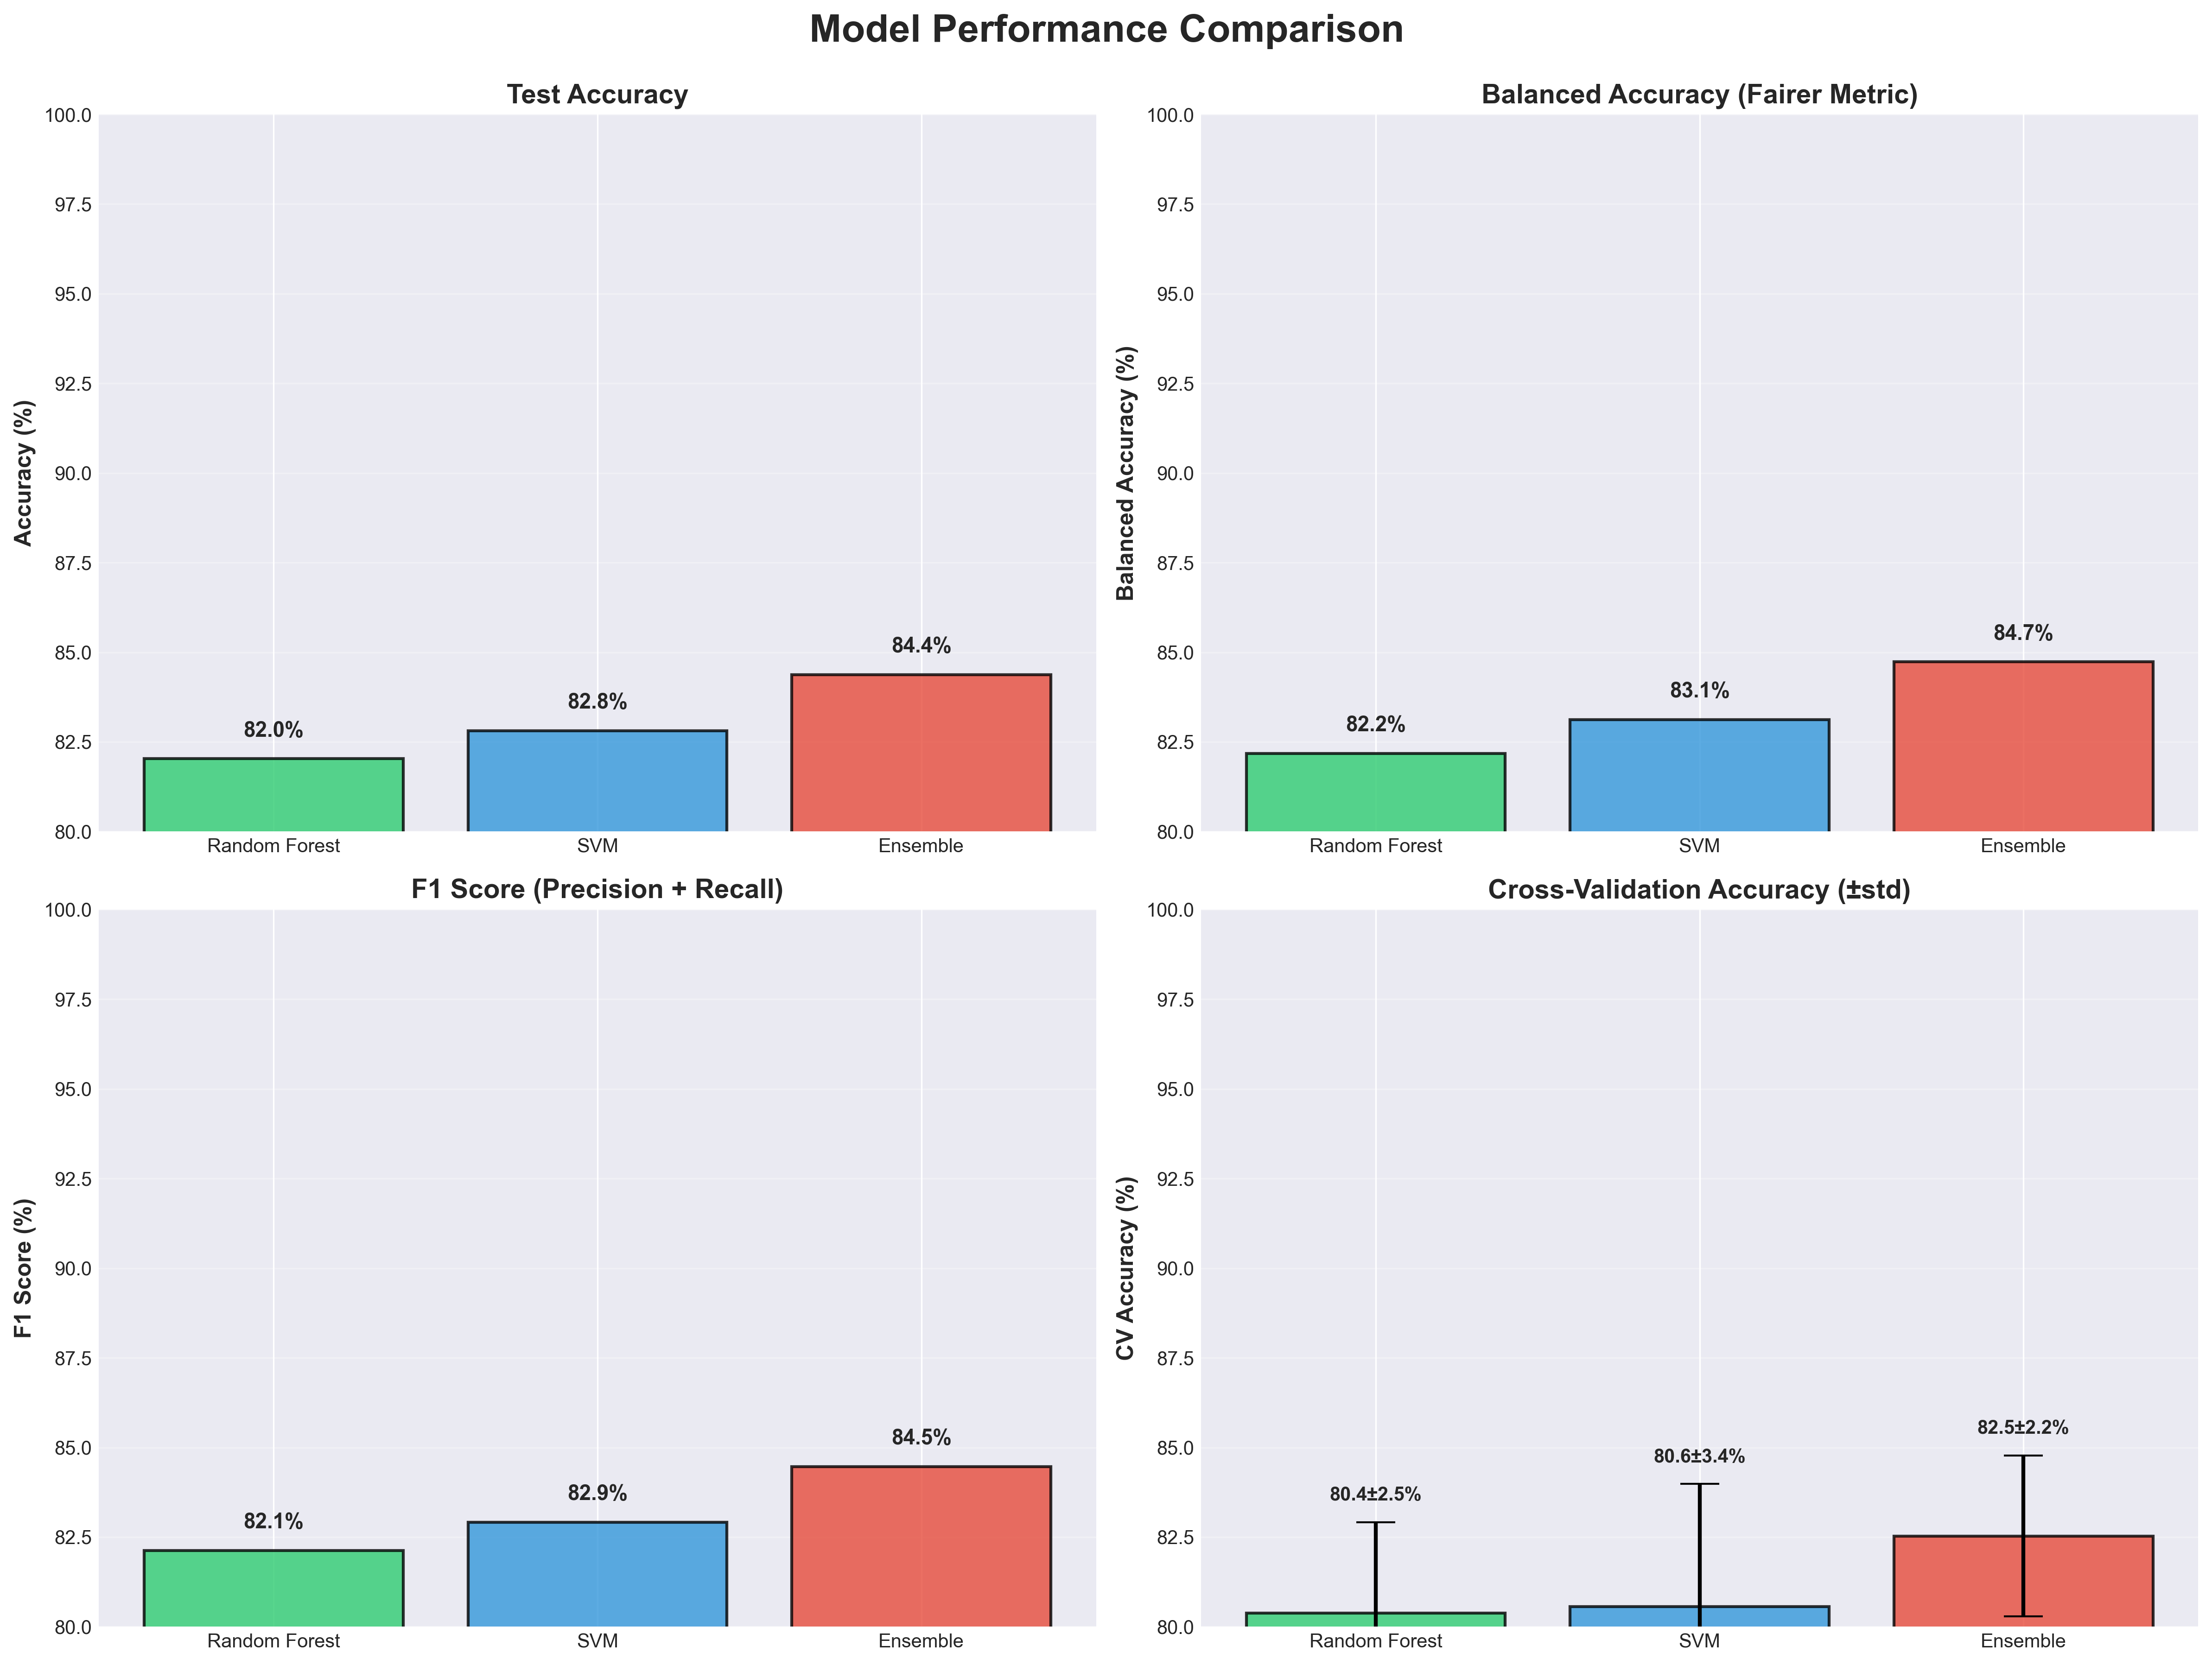 Model Performance Comparison
Test Accuracy
Accuracy (%)
100.0
97.5
95.0
92.5
90.0
87.5
85.0
82.5
80.0
82.0%
82.8%
84.4%
Random Forest
SVM
Ensemble
Balanced Accuracy (Fairer Metric)
Balanced Accuracy (%)
100.0
97.5
95.0
92.5
90.0
87.5
85.0
82.5
80.0
82.2%
83.1%
84.7%
Random Forest
SVM
Ensemble
F1 Score (Precision + Recall)
F1 Score (%)
100.0
97.5
95.0
92.5
90.0
87.5
85.0
82.5
80.0
82.1%
82.9%
84.5%
Random Forest
SVM
Ensemble
Cross-Validation Accuracy (±std)
CV Accuracy (%)
100.0
97.5
95.0
92.5
90.0
87.5
85.0
82.5
80.0
80.4±2.5%
80.6±3.4%
82.5±2.2%
Random Forest
SVM
Ensemble